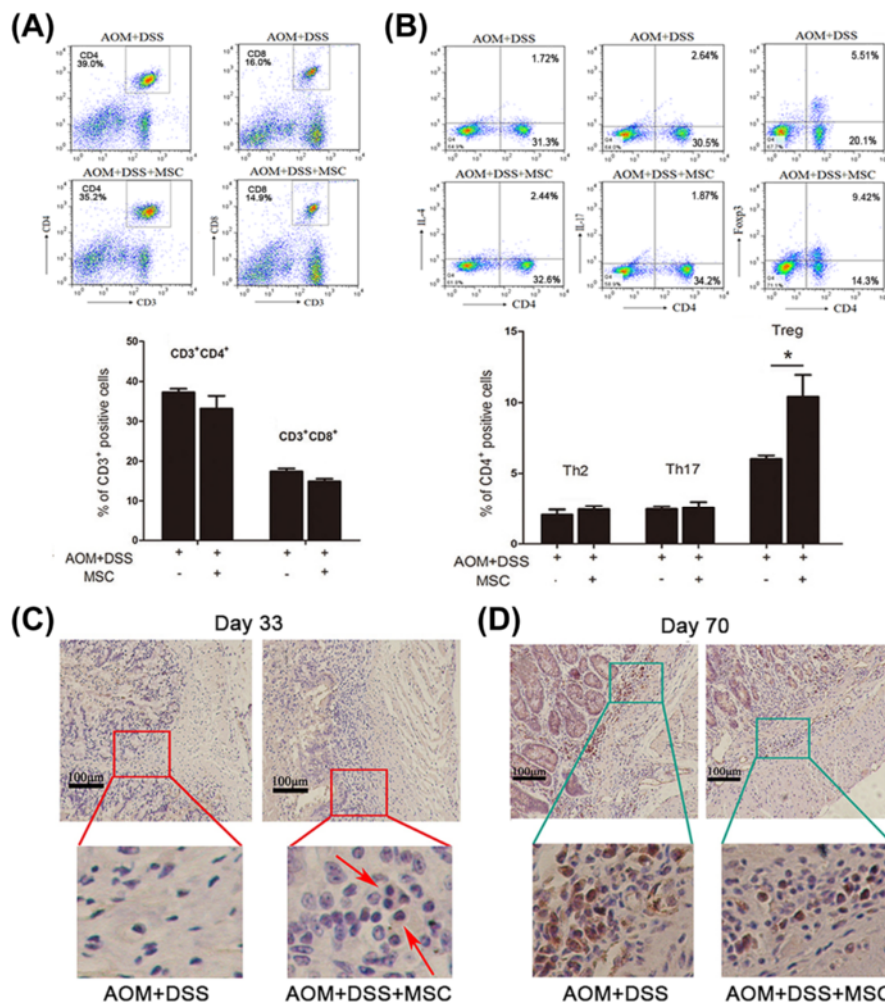 (A)
AOM+DSS
AOM+DSS
CD4
39.0%
CD8
16.0%
AOM+DSS+MSC
AOM+DSS+MSC
CD4
35.2%
CD8
14.9%
CD4
CD8
CD3
CD3
50
40
30
20
10
0
% of CD3+ positive cells
CD3+CD4+
CD3+CD8+
AOM+DSS + + + +
MSC - + - +
(B)
AOM+DSS
AOM+DSS
AOM+DSS
1.72%
2.64%
5.51%
31.3%
30.5%
20.1%
AOM+DSS+MSC
AOM+DSS+MSC
AOM+DSS+MSC
2.44%
1.87%
9.42%
32.6%
34.2%
14.3%
IL-4
IL-17
Foxp3
CD4
CD4
CD4
15
10
5
0
% of CD4+ positive cells
Th2
Th17
Treg
*
AOM+DSS + + + + + +
MSC - + - + - +
(C)
Day 33
100μm
100μm
AOM+DSS
AOM+DSS+MSC
(D)
Day 70
100μm
100μm
AOM+DSS
AOM+DSS+MSC